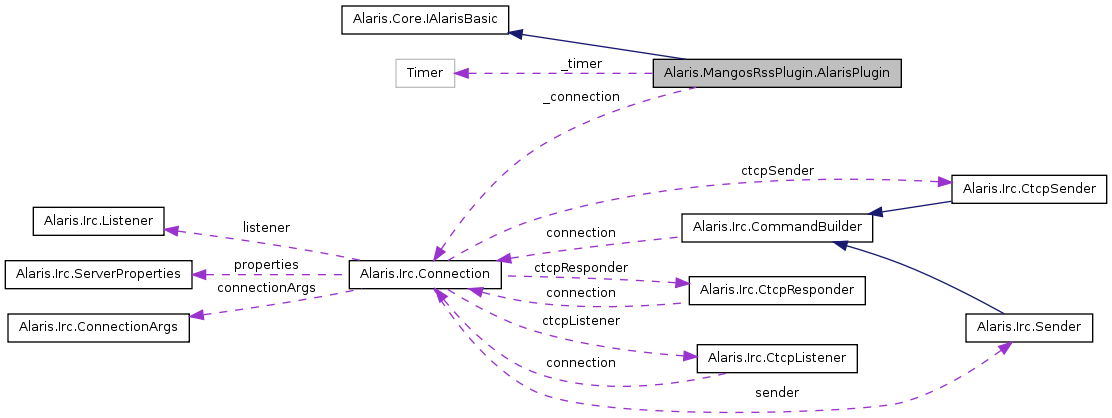 Alaris.Core.IAlarisBasic
Timer
_timer
Alaris.MangosRssPlugin.AlarisPlugin
_connection
ctcpSender
Alaris.Irc.CtcpSender
Alaris.Irc.Listener
listener
connection
Alaris.Irc.CommandBuilder
Alaris.Irc.ServerProperties
properties
Alaris.Irc.Connection
ctcpResponder
connectionArgs
connection
Alaris.Irc.CtcpResponder
Alaris.Irc.ConnectionArgs
ctcpListener
Alaris.Irc.Sender
connection
Alaris.Irc.CtcpListener
sender